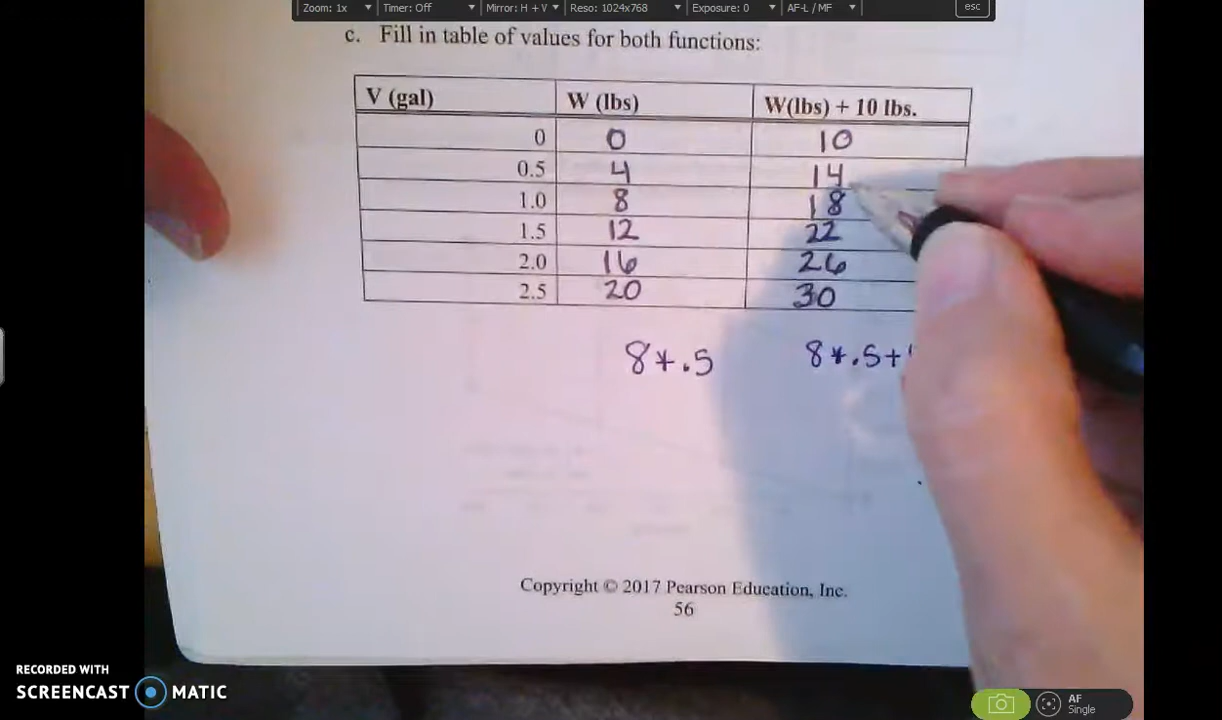 Zoom: 1x Timer: Off Mirror: H + V Reso: 1024x768 Exposure: 0 AF-L / MF esc
c. Fill in table of values for both functions:
V (gal) W (lbs) W(lbs) + 10 lbs.
0 0 10
0.5 4 14
1.0 8 18
1.5 12 22
2.0 16 26
2.5 20 30
8*.5 8*.5+
Copyright © 2017 Pearson Education, Inc.
56
RECORDED WITH
SCREENCAST MATIC
AF
Single